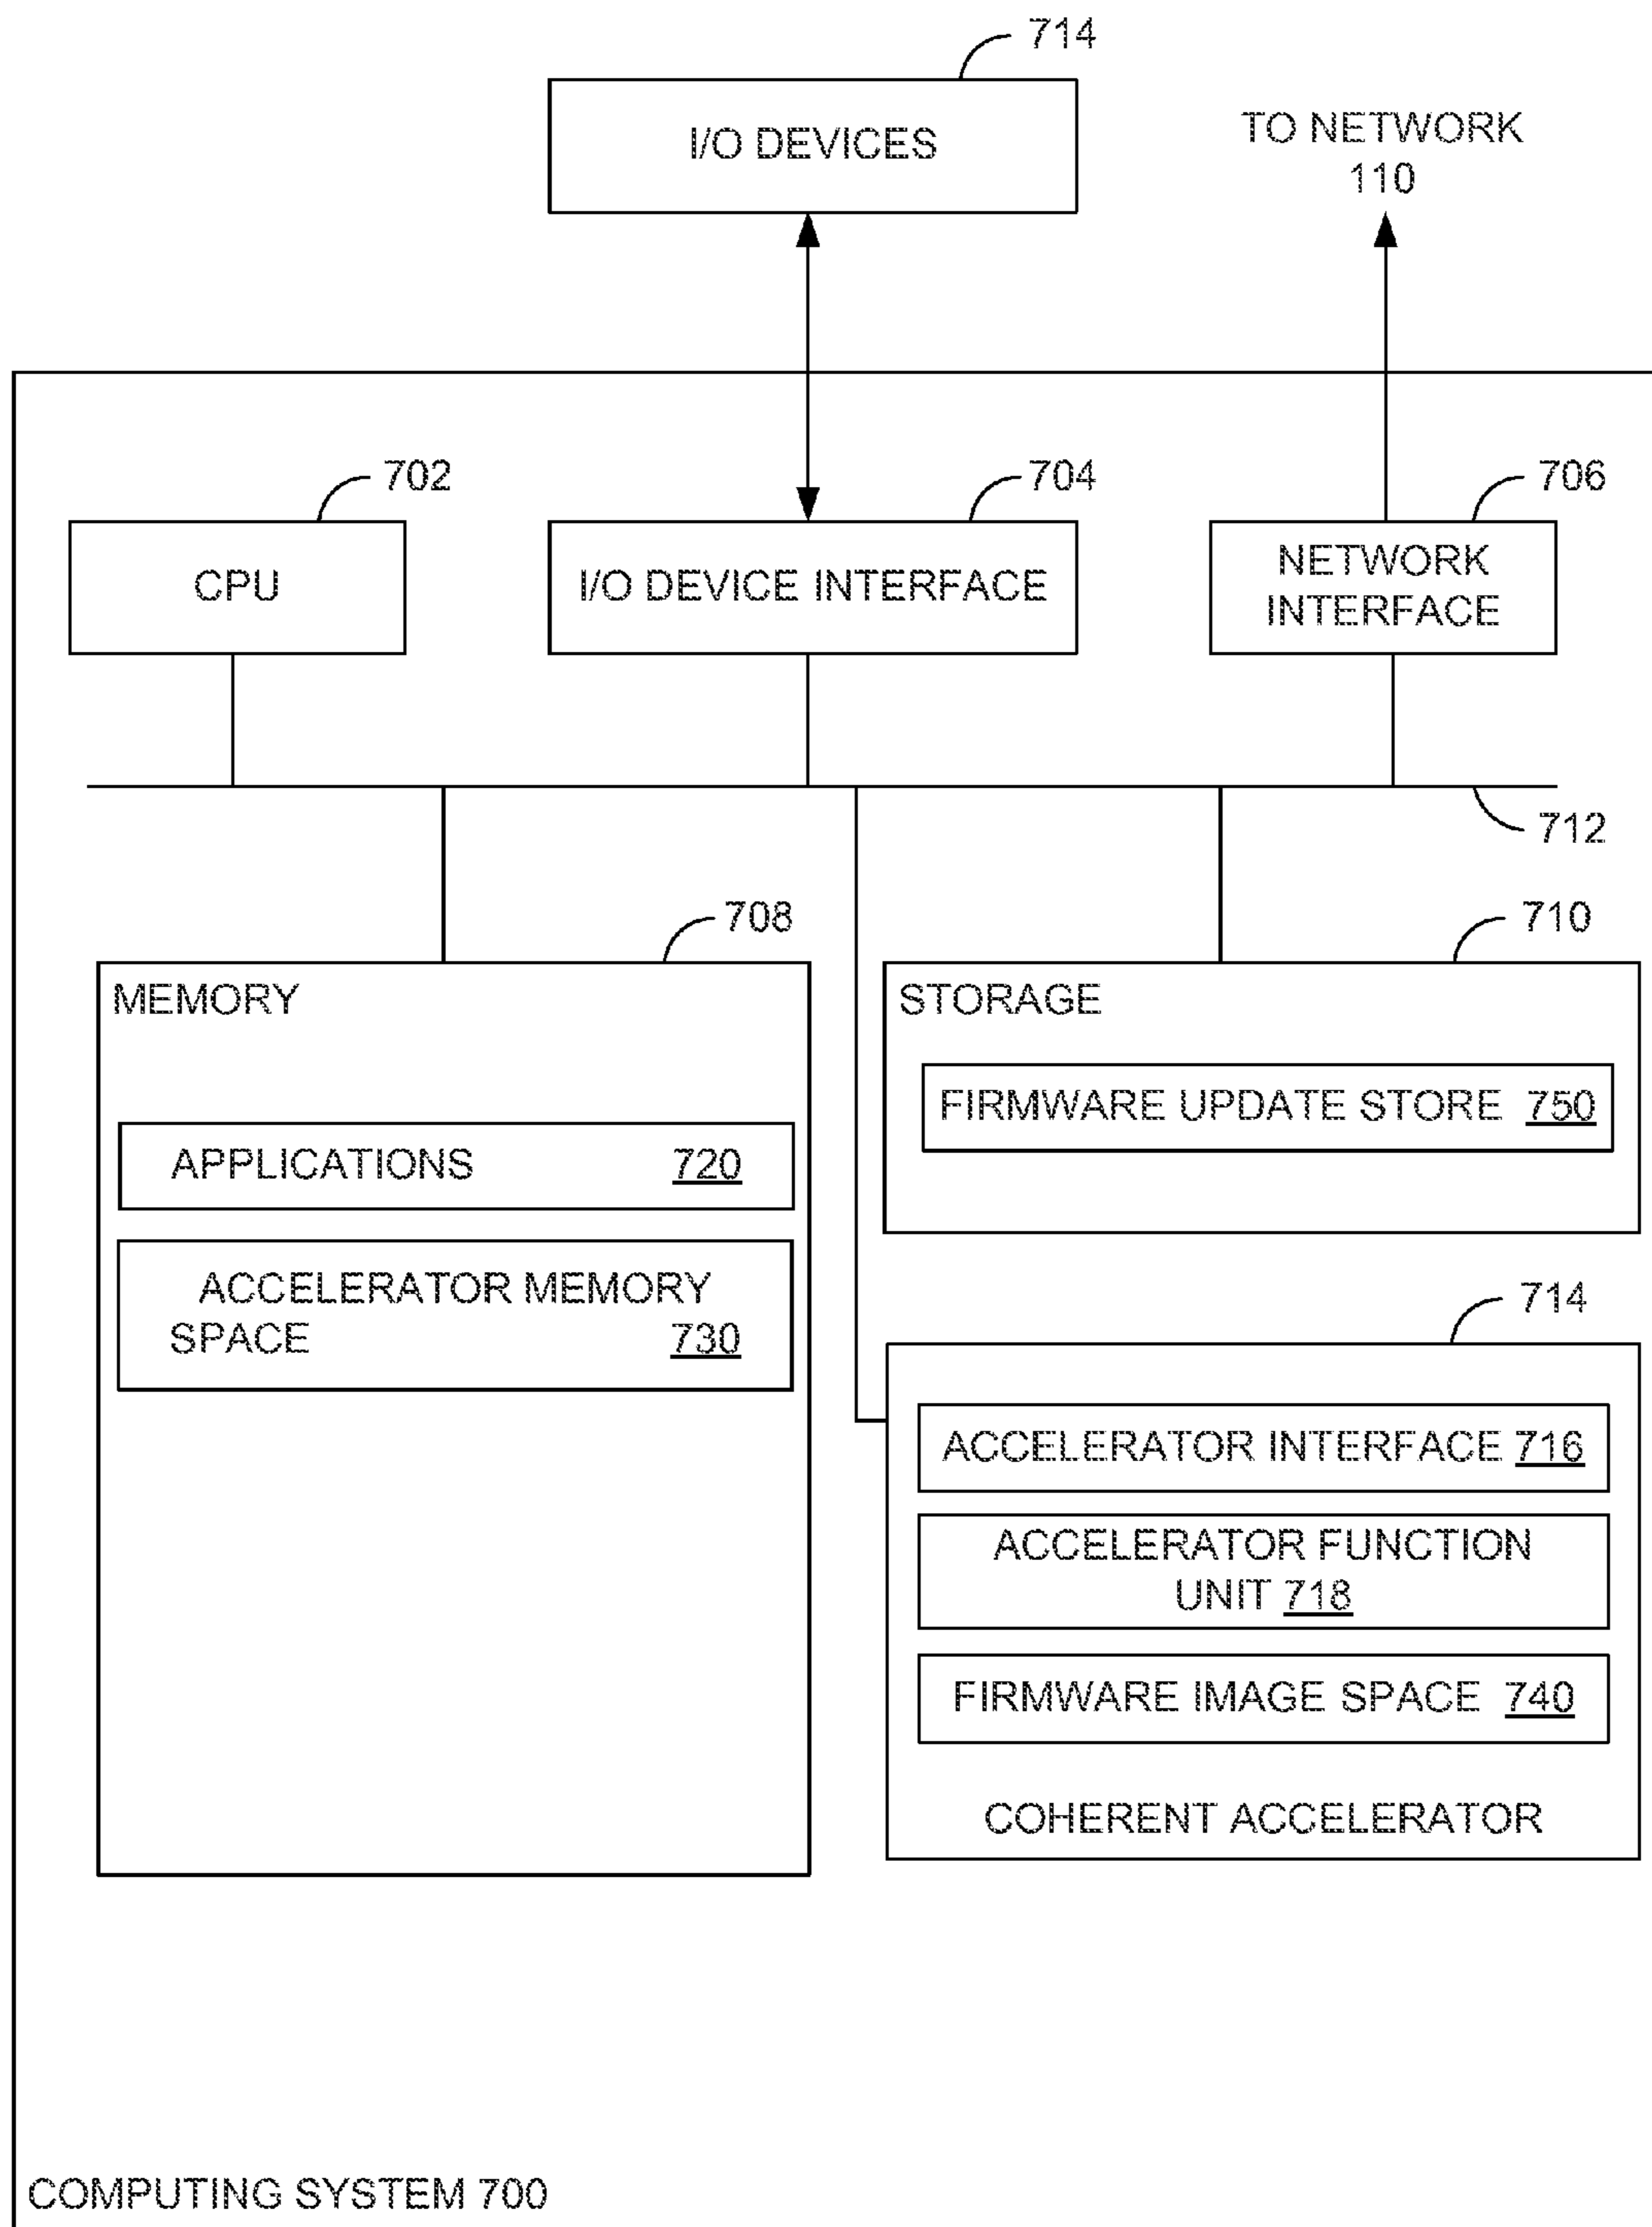 714
I/O DEVICES
TO NETWORK
110
702
704
706
CPU
I/O DEVICE INTERFACE
NETWORK
INTERFACE
712
708
710
MEMORY
STORAGE
FIRMWARE UPDATE STORE 750
APPLICATIONS 720
ACCELERATOR MEMORY
SPACE 730
714
ACCELERATOR INTERFACE 716
ACCELERATOR FUNCTION
UNIT 718
FIRMWARE IMAGE SPACE 740
COHERENT ACCELERATOR
COMPUTING SYSTEM 700